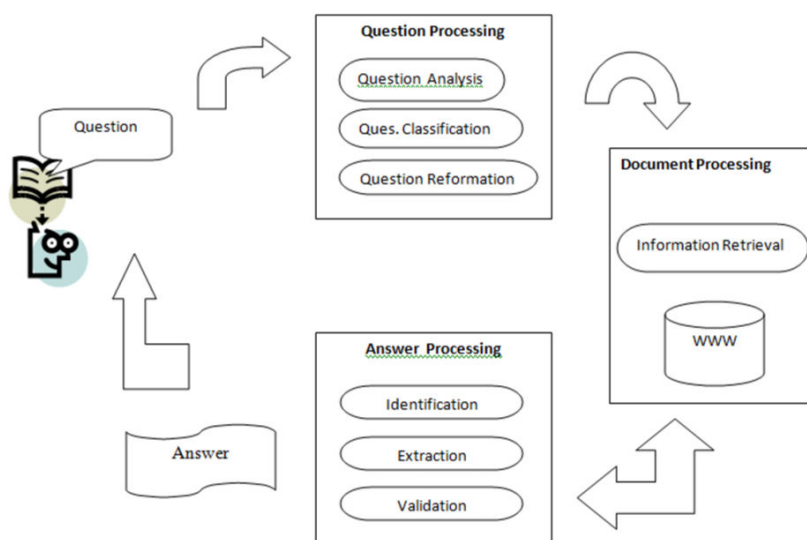 Question Processing
Question Analysis
Question
Ques. Classification
Question Reformation
Document Processing
Information Retrieval
WWW
Answer Processing
Identification
Answer
Extraction
Validation